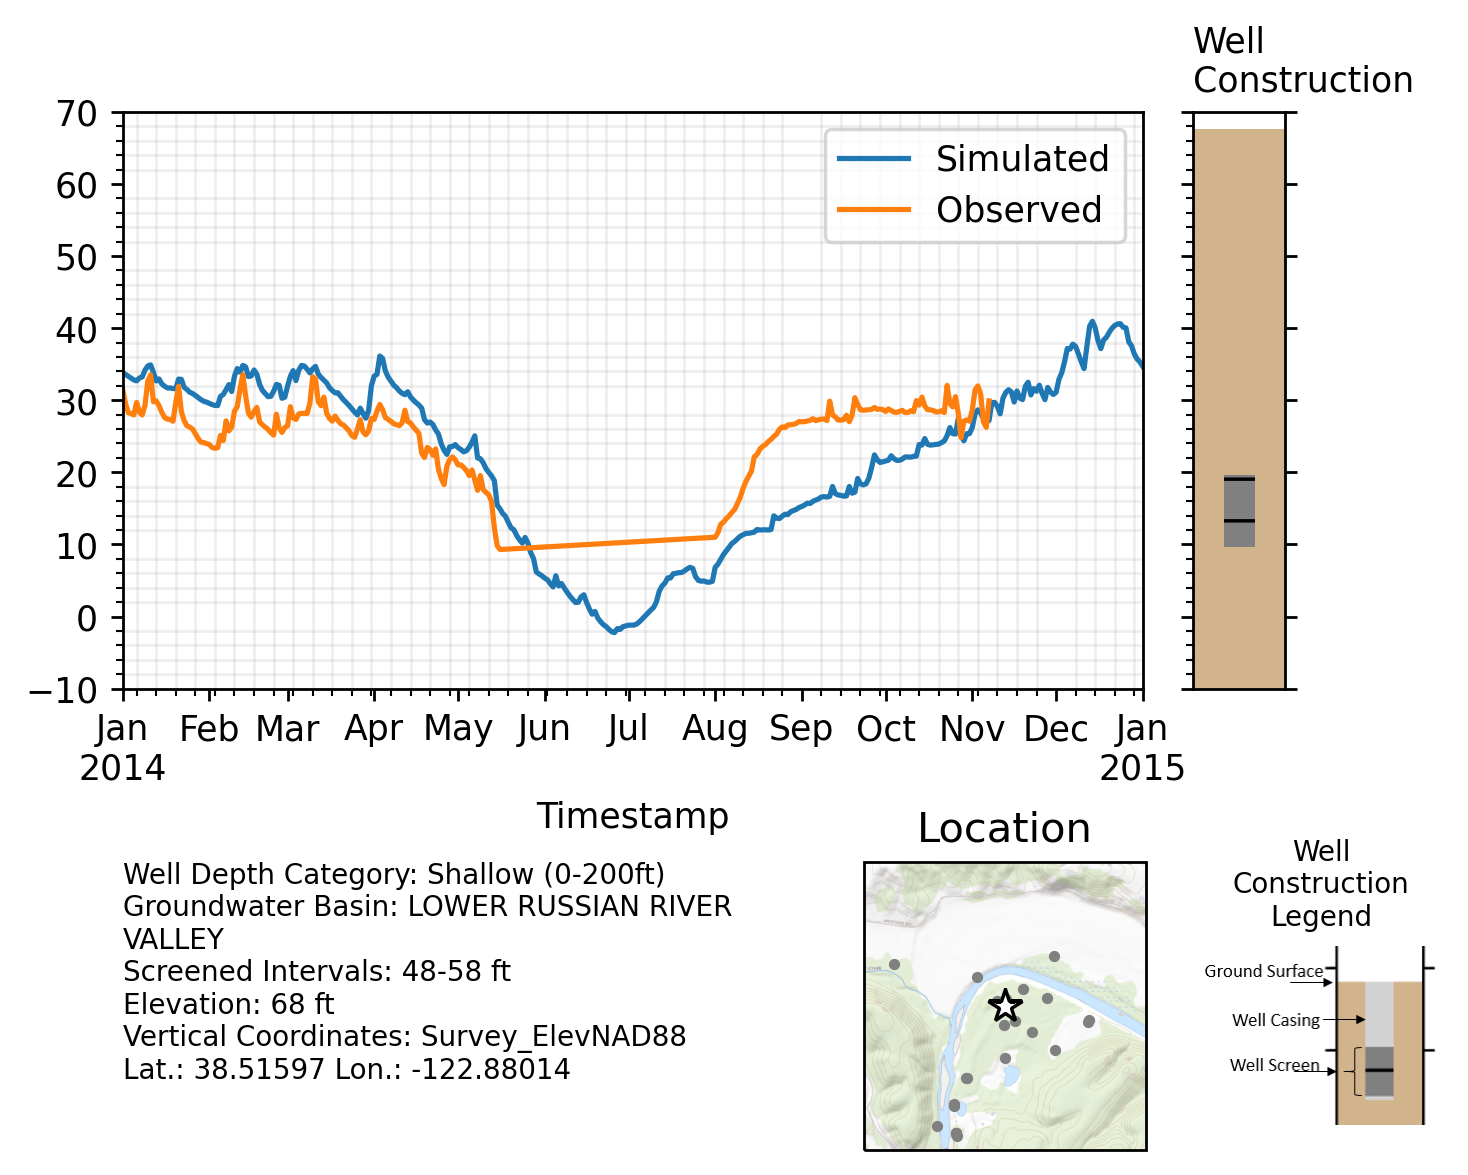 Well
Construction
70
60
50
40
30
20
10
0
−10
Simulated
Observed
Jan Feb Mar Apr May Jun Jul Aug Sep Oct Nov Dec Jan
2014 2015
Timestamp
Well Depth Category: Shallow (0-200ft)
Groundwater Basin: LOWER RUSSIAN RIVER
VALLEY
Screened Intervals: 48-58 ft
Elevation: 68 ft
Vertical Coordinates: Survey_ElevNAD88
Lat.: 38.51597 Lon.: -122.88014
Location
Well
Construction
Legend
Ground Surface
Well Casing
Well Screen